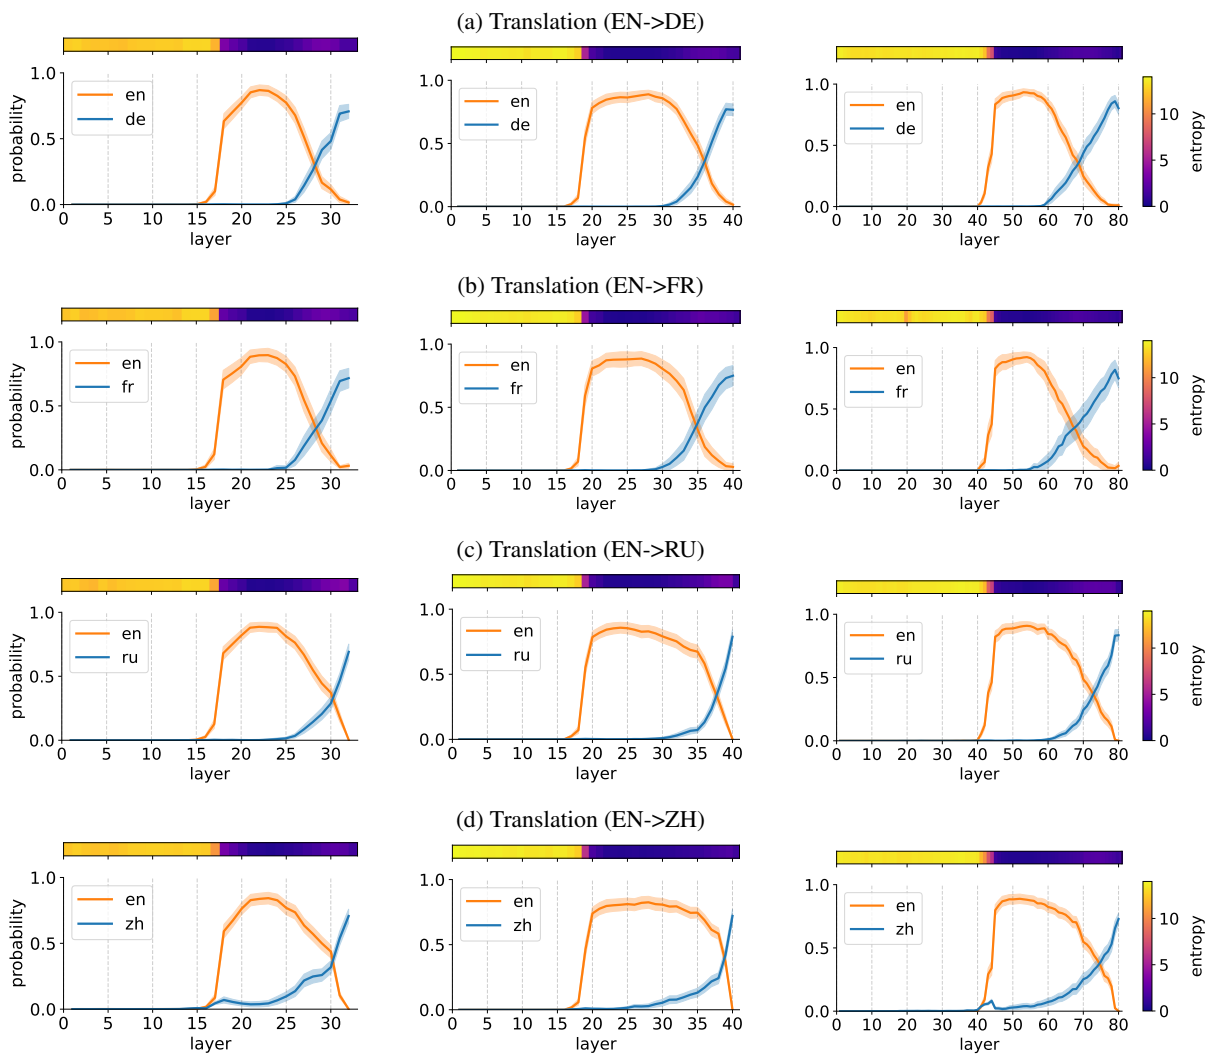 (a) Translation (EN->DE)
1.0
0.5
0.0
probability
en
de
0 5 10 15 20 25 30
layer
1.0
0.5
0.0
en
de
0 5 10 15 20 25 30 35 40
layer
1.0
0.5
0.0
en
de
0 10 20 30 40 50 60 70 80
layer
10
5
0
entropy
(b) Translation (EN->FR)
1.0
0.5
0.0
probability
en
fr
0 5 10 15 20 25 30
layer
1.0
0.5
0.0
en
fr
0 5 10 15 20 25 30 35 40
layer
1.0
0.5
0.0
en
fr
0 10 20 30 40 50 60 70 80
layer
10
5
0
entropy
(c) Translation (EN->RU)
1.0
0.5
0.0
probability
en
ru
0 5 10 15 20 25 30
layer
1.0
0.5
0.0
en
ru
0 5 10 15 20 25 30 35 40
layer
1.0
0.5
0.0
en
ru
0 10 20 30 40 50 60 70 80
layer
10
5
0
entropy
(d) Translation (EN->ZH)
1.0
0.5
0.0
probability
en
zh
0 5 10 15 20 25 30
layer
1.0
0.5
0.0
en
zh
0 5 10 15 20 25 30 35 40
layer
1.0
0.5
0.0
en
zh
0 10 20 30 40 50 60 70 80
layer
10
5
0
entropy